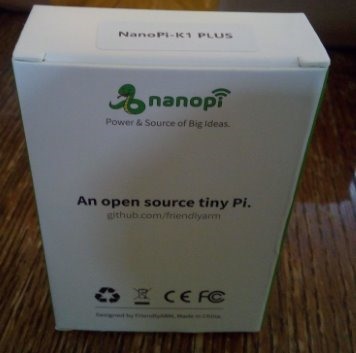 NanoPi-K1 PLUS
nanopi
Power & Source of Big Ideas.
An open source tiny Pi.
github.com/friendlyarm
CE FC
Designed by FriendlyARM. Made in China.